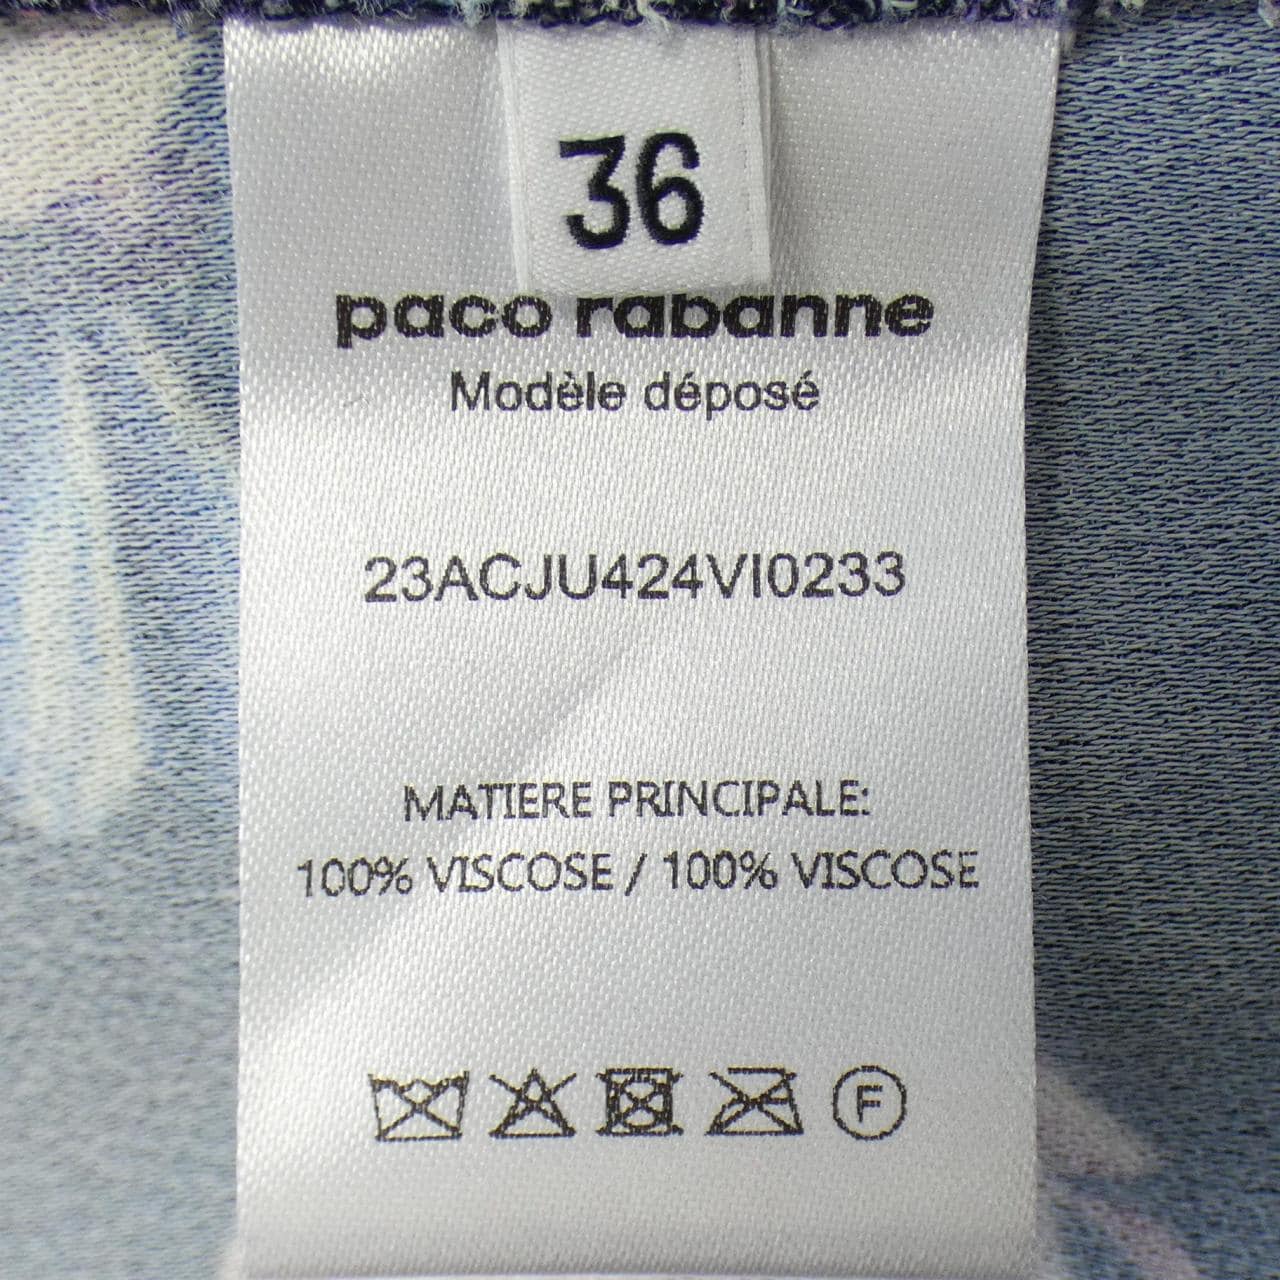 36
paco rabanne
Modèle déposé
23ACJU424VI0233
MATIERE PRINCIPALE:
100% VISCOSE / 100% VISCOSE
F